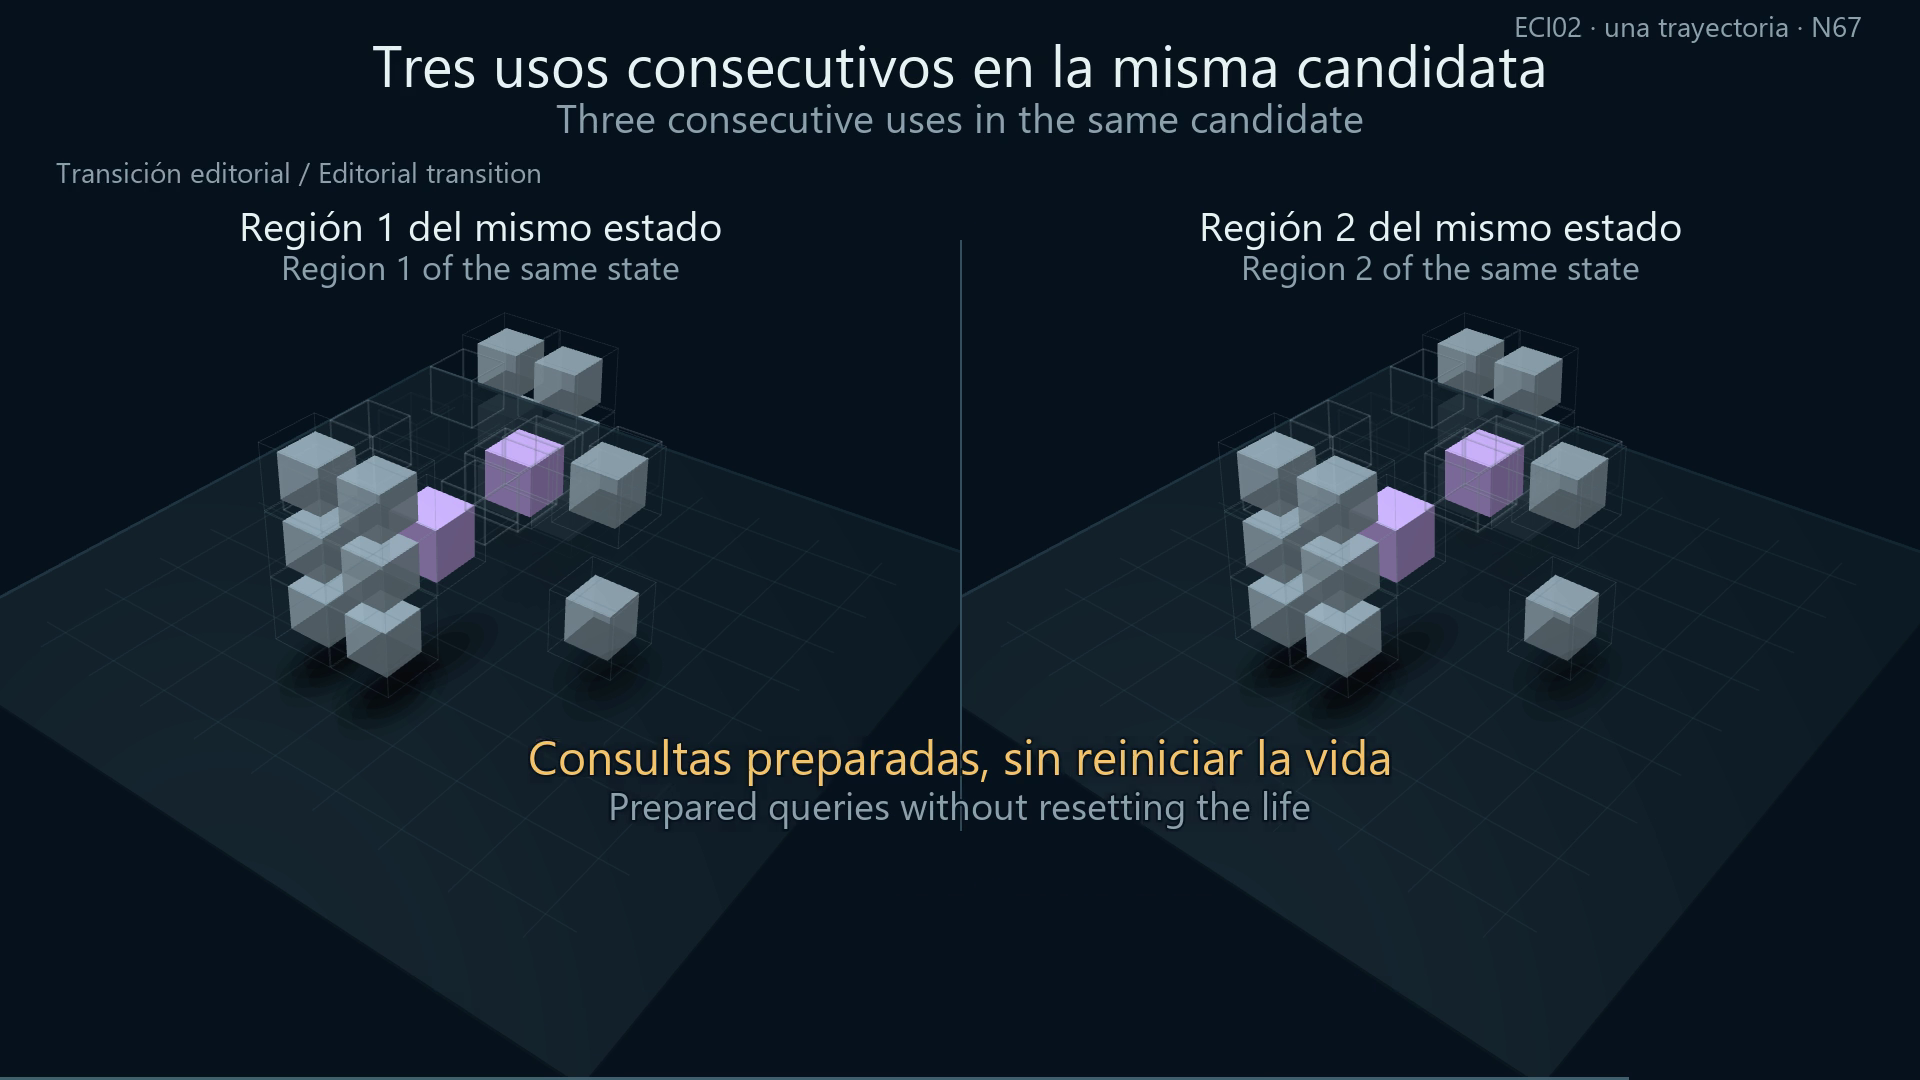 ECI02 · una trayectoria · N67
Tres usos consecutivos en la misma candidata
Three consecutive uses in the same candidate
Transición editorial / Editorial transition
Región 1 del mismo estado
Region 1 of the same state
Región 2 del mismo estado
Region 2 of the same state
Consultas preparadas, sin reiniciar la vida
Prepared queries without resetting the life